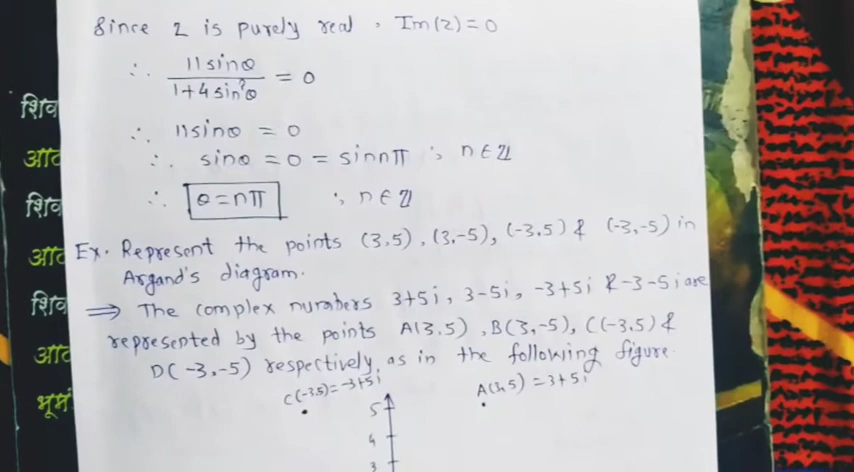 Since z is purely real, Im(z) = 0
∴ 11 sinθ / 1+4 sin²θ = 0
∴ 11 sinθ = 0
∴ sinθ = 0 = sin nπ ; n ∈ ℤ
∴ θ = nπ ; n ∈ ℤ
Ex. Represent the points (3,5), (3,-5), (-3,5) & (-3,-5) in
Argand's diagram.
⇒ The complex numbers 3+5i, 3-5i, -3+5i & -3-5i are
represented by the points A(3,5), B(3,-5), C(-3,5) &
D(-3,-5) respectively, as in the following figure.
C(-3,5) = -3+5i
A(3,5) = 3+5i
5
4
3
शिव
आठ
शिव
आठ
शिव
आठ